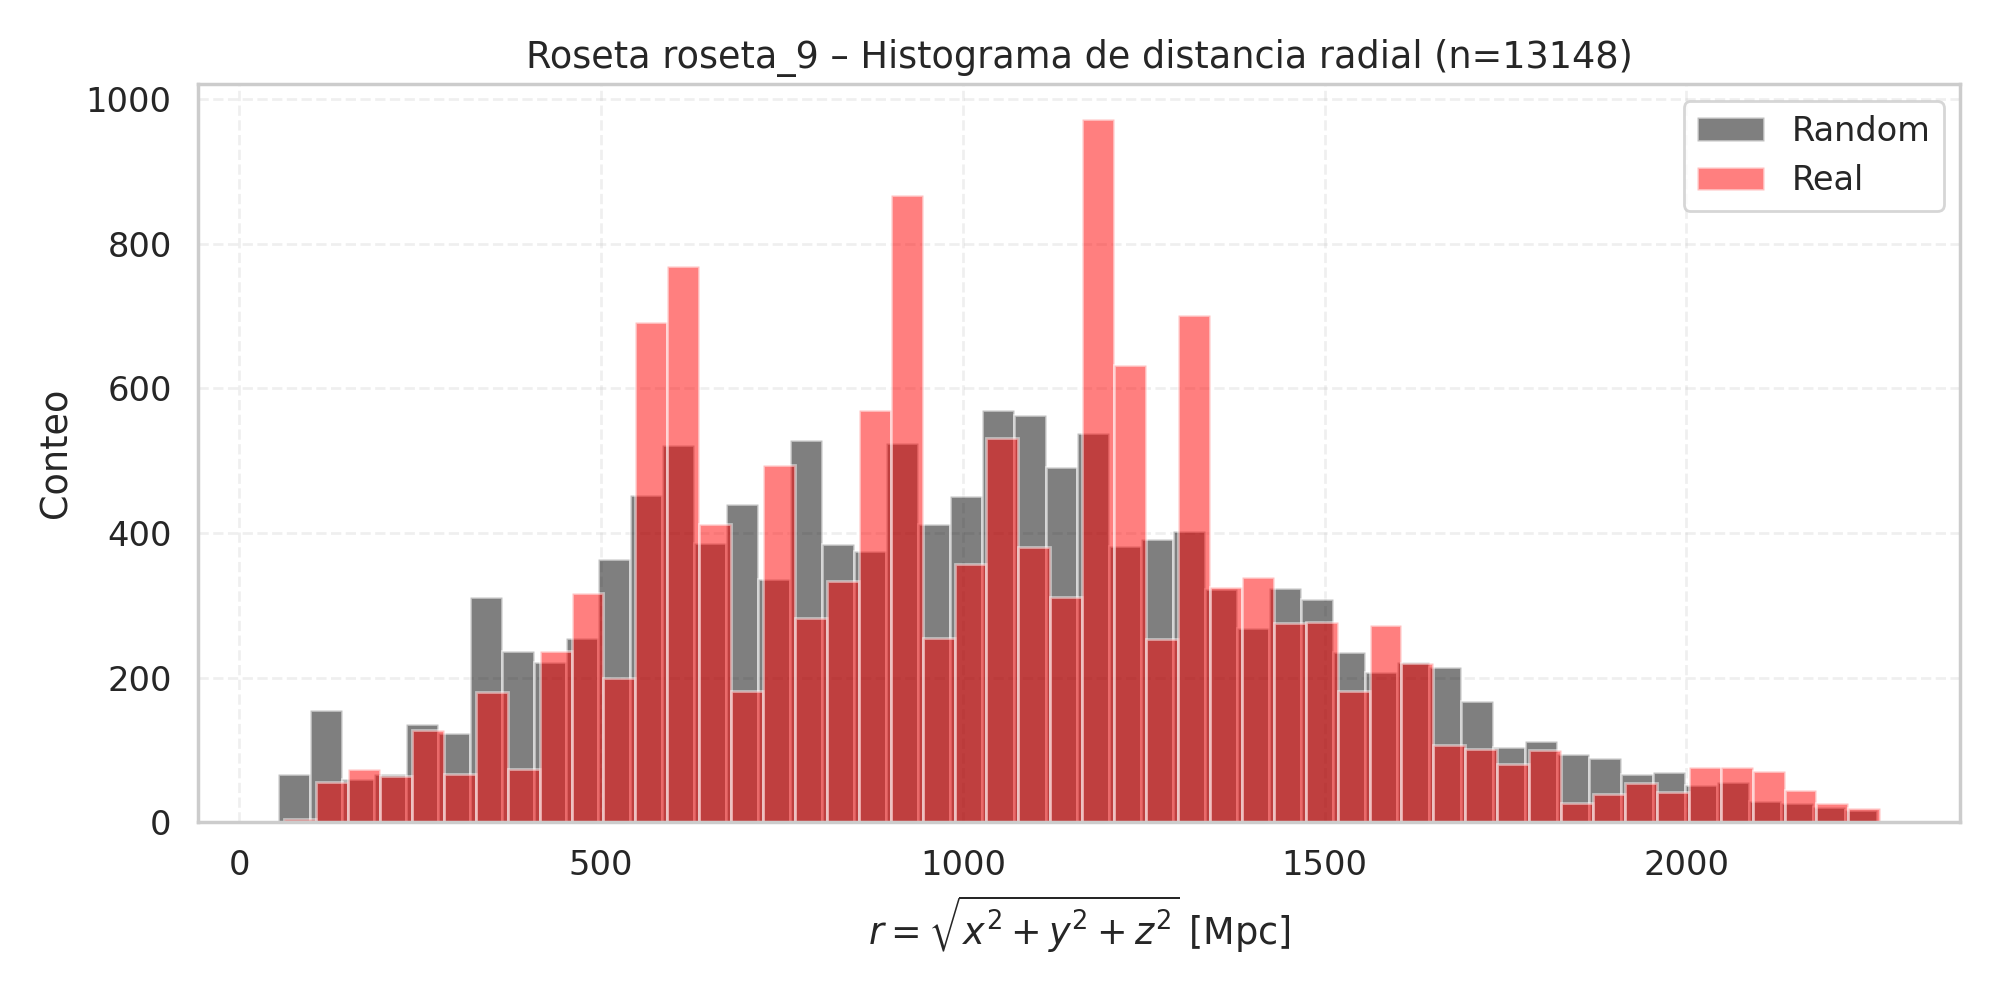 Roseta roseta_9 – Histograma de distancia radial (n=13148)
1000
800
600
400
200
0
Conteo
Random
Real
0 500 1000 1500 2000
r = √x² + y² + z² [Mpc]